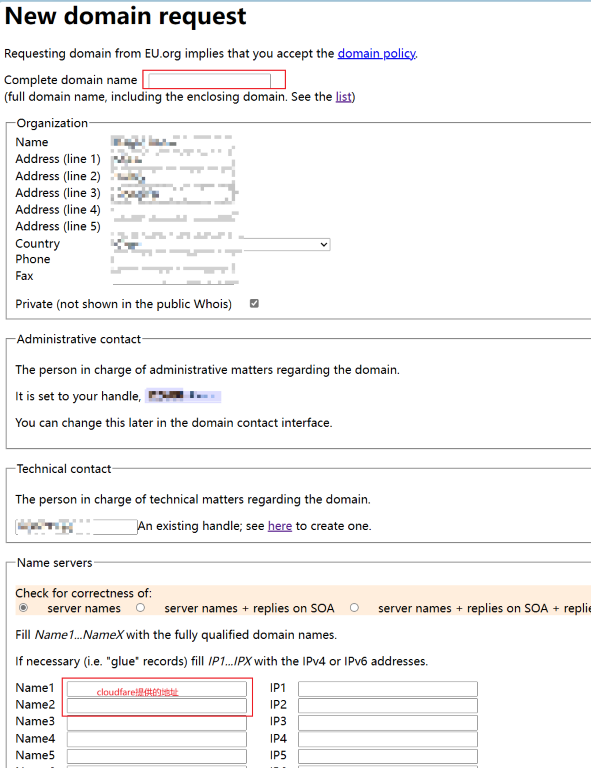 New domain request
Requesting domain from EU.org implies that you accept the domain policy.
Complete domain name
(full domain name, including the enclosing domain. See the list)
Organization
Name
Address (line 1)
Address (line 2)
Address (line 3)
Address (line 4)
Address (line 5)
Country
Phone
Fax
Private (not shown in the public Whois)
Administrative contact
The person in charge of administrative matters regarding the domain.
It is set to your handle,
You can change this later in the domain contact interface.
Technical contact
The person in charge of technical matters regarding the domain.
An existing handle; see here to create one.
Name servers
Check for correctness of:
server names server names + replies on SOA server names + replies on SOA + replie
Fill Name1...NameX with the fully qualified domain names.
If necessary (i.e. "glue" records) fill IP1...IPX with the IPv4 or IPv6 addresses.
Name1 cloudfare提供的地址 IP1
Name2 IP2
Name3 IP3
Name4 IP4
Name5 IP5